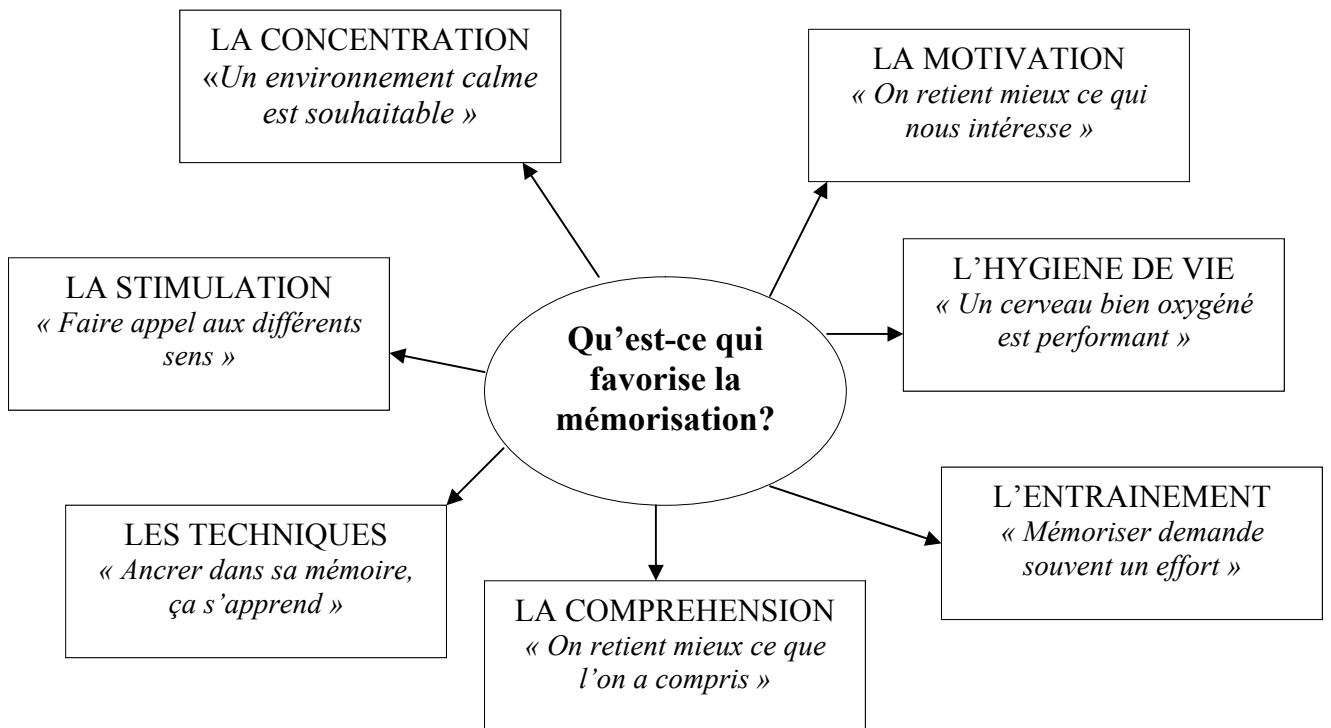 LA CONCENTRATION
«Un environnement calme
est souhaitable »
LA MOTIVATION
« On retient mieux ce qui
nous intéresse »
LA STIMULATION
« Faire appel aux différents
sens »
L’HYGIENE DE VIE
« Un cerveau bien oxygéné
est performant »
Qu’est-ce qui
favorise la
mémorisation?
LES TECHNIQUES
« Ancrer dans sa mémoire,
ça s’apprend »
L’ENTRAINEMENT
« Mémoriser demande
souvent un effort »
LA COMPREHENSION
« On retient mieux ce que
l’on a compris »